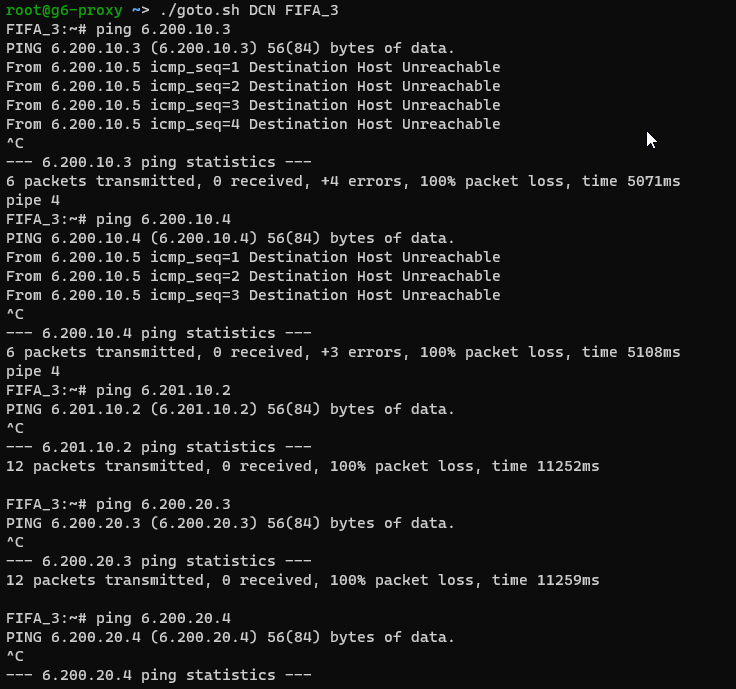 root@g6-proxy ~> ./goto.sh DCN FIFA_3
FIFA_3:~# ping 6.200.10.3
PING 6.200.10.3 (6.200.10.3) 56(84) bytes of data.
From 6.200.10.5 icmp_seq=1 Destination Host Unreachable
From 6.200.10.5 icmp_seq=2 Destination Host Unreachable
From 6.200.10.5 icmp_seq=3 Destination Host Unreachable
From 6.200.10.5 icmp_seq=4 Destination Host Unreachable
^C
--- 6.200.10.3 ping statistics ---
6 packets transmitted, 0 received, +4 errors, 100% packet loss, time 5071ms
pipe 4
FIFA_3:~# ping 6.200.10.4
PING 6.200.10.4 (6.200.10.4) 56(84) bytes of data.
From 6.200.10.5 icmp_seq=1 Destination Host Unreachable
From 6.200.10.5 icmp_seq=2 Destination Host Unreachable
From 6.200.10.5 icmp_seq=3 Destination Host Unreachable
^C
--- 6.200.10.4 ping statistics ---
6 packets transmitted, 0 received, +3 errors, 100% packet loss, time 5108ms
pipe 4
FIFA_3:~# ping 6.201.10.2
PING 6.201.10.2 (6.201.10.2) 56(84) bytes of data.
^C
--- 6.201.10.2 ping statistics ---
12 packets transmitted, 0 received, 100% packet loss, time 11252ms

FIFA_3:~# ping 6.200.20.3
PING 6.200.20.3 (6.200.20.3) 56(84) bytes of data.
^C
--- 6.200.20.3 ping statistics ---
12 packets transmitted, 0 received, 100% packet loss, time 11259ms

FIFA_3:~# ping 6.200.20.4
PING 6.200.20.4 (6.200.20.4) 56(84) bytes of data.
^C
--- 6.200.20.4 ping statistics ---